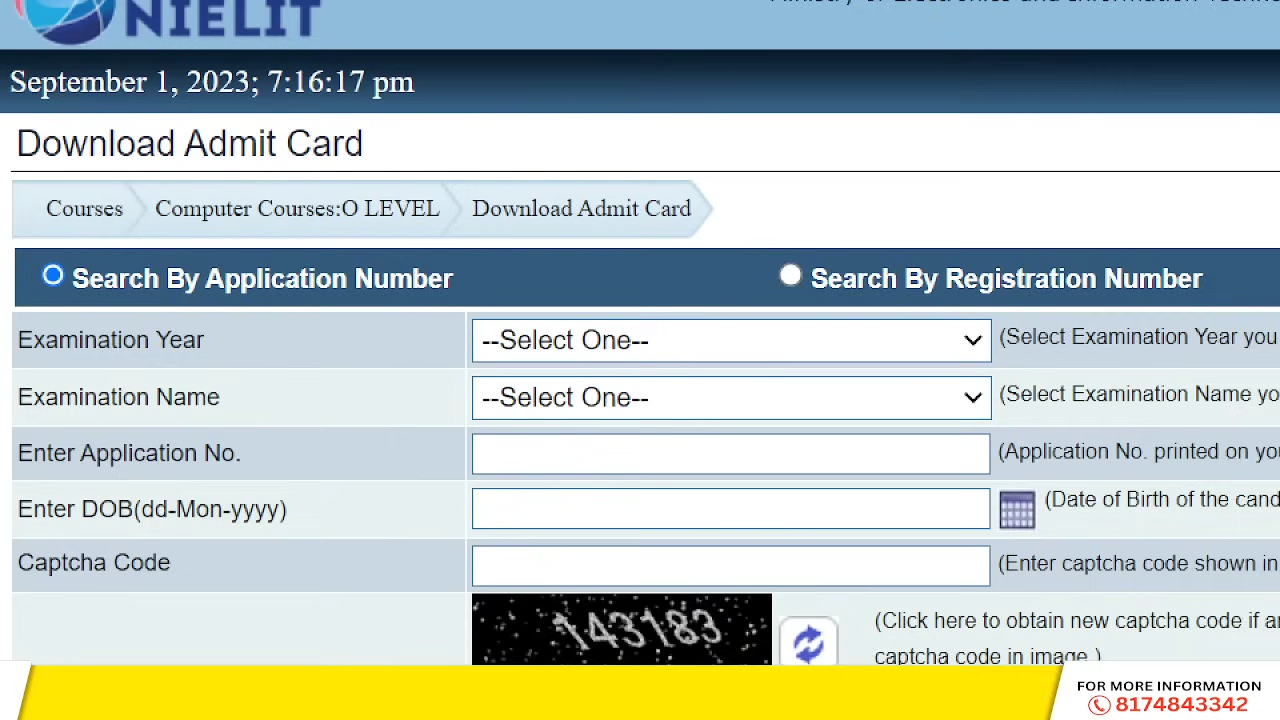 NIELIT
September 1, 2023; 7:16:17 pm
Download Admit Card
Courses Computer Courses:O LEVEL Download Admit Card
Search By Application Number Search By Registration Number
Examination Year --Select One-- (Select Examination Year you
Examination Name --Select One-- (Select Examination Name yo
Enter Application No. (Application No. printed on you
Enter DOB(dd-Mon-yyyy) (Date of Birth of the cand
Captcha Code (Enter captcha code shown in
143183 (Click here to obtain new captcha code if an
captcha code in image )
FOR MORE INFORMATION
8174843342